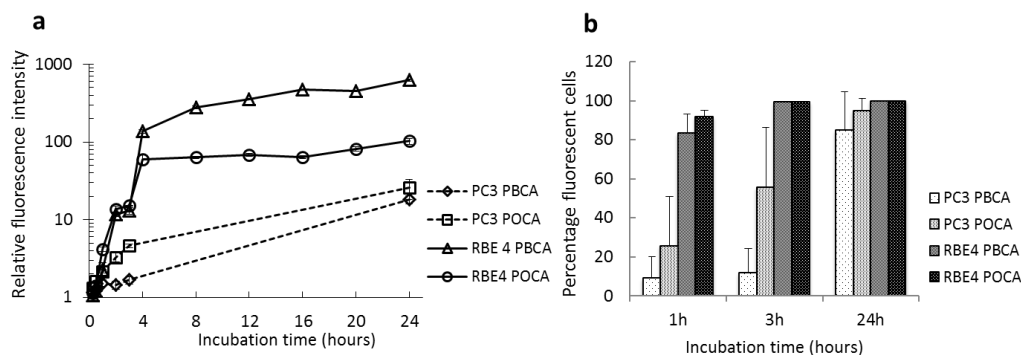 a
Relative fluorescence intensity
1000
100
10
1
0
4
8
12
16
20
24
Incubation time (hours)
PC3 PBCA
PC3 POCA
RBE 4 PBCA
RBE4 POCA
b
Percentage fluorescent cells
120
100
80
60
40
20
0
1h
3h
24h
Incubation time (hours)
PC3 PBCA
PC3 POCA
RBE4 PBCA
RBE4 POCA